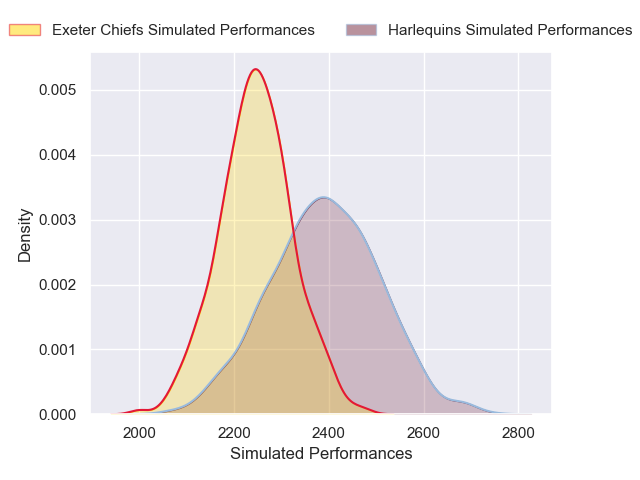 Exeter Chiefs Simulated Performances Harlequins Simulated Performances
0.005
0.004
0.003
0.002
0.001
0.000
Density
2000 2200 2400 2600 2800
Simulated Performances